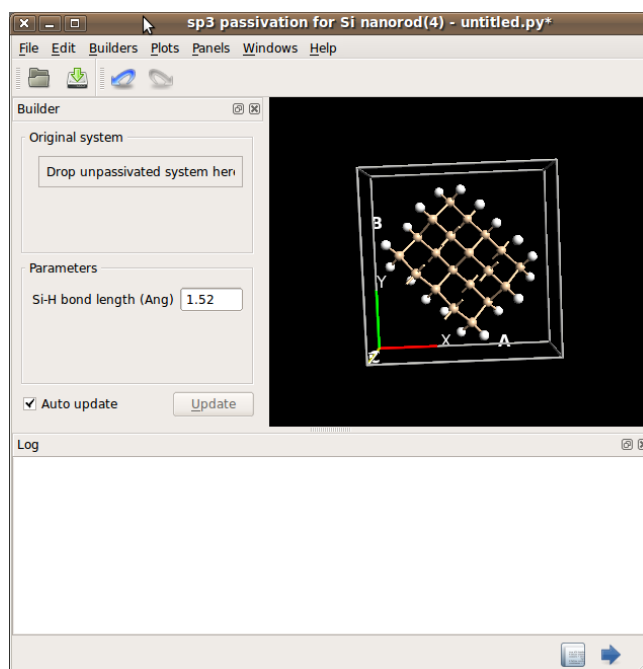 sp3 passivation for Si nanorod(4) - untitled.py*
File Edit Builders Plots Panels Windows Help
Builder
Original system
Drop unpassivated system here
Parameters
Si-H bond length (Ang) 1.52
Auto update Update
B
Y
X A
C
Log